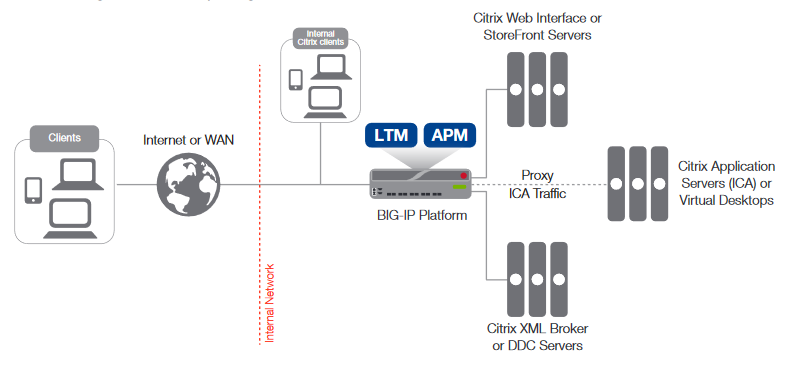 Citrix Web Interface or
StoreFront Servers
Internal
Citrix clients
LTM
APM
Clients
Internet or WAN
Proxy
ICA Traffic
Citrix Application
Servers (ICA) or
Virtual Desktops
BIG-IP Platform
Internal Network
Citrix XML Broker
or DDC Servers